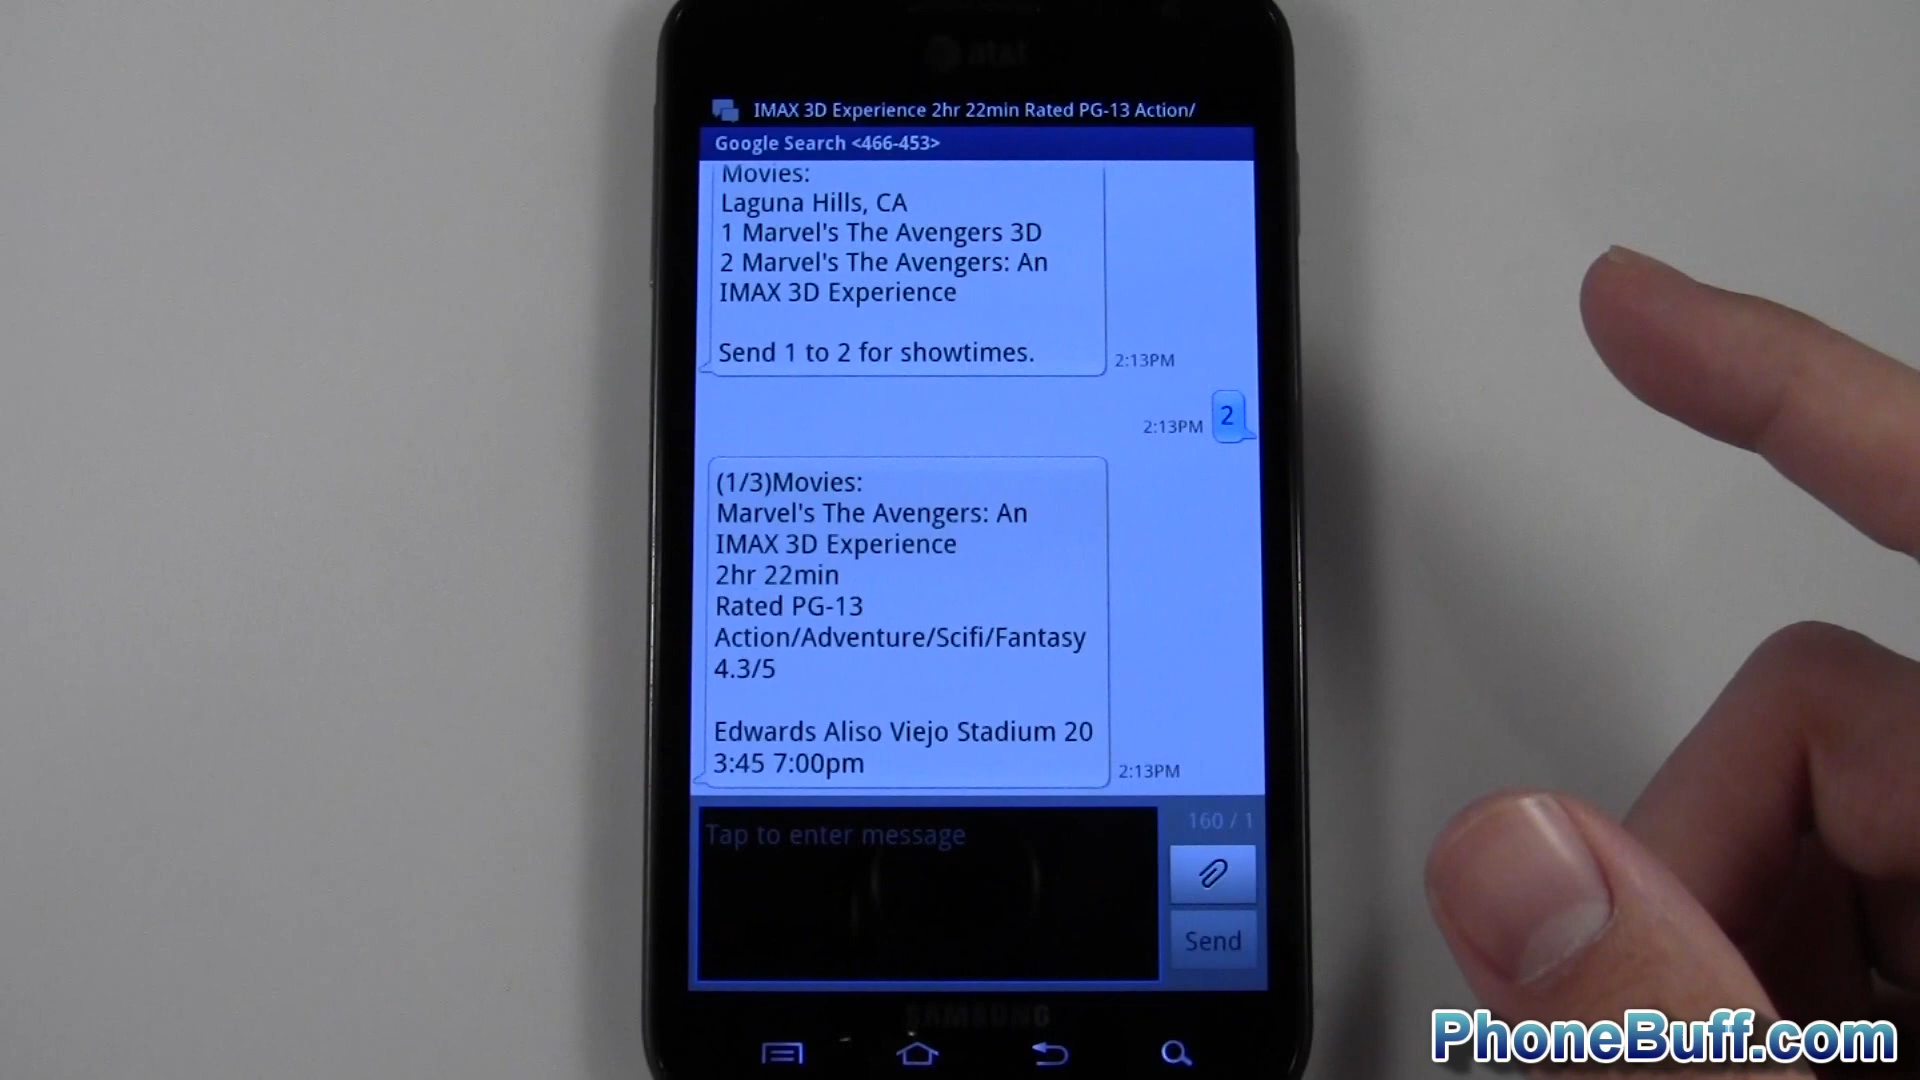 at&t
IMAX 3D Experience 2hr 22min Rated PG-13 Action/
Google Search <466-453>
Movies:
Laguna Hills, CA
1 Marvel's The Avengers 3D
2 Marvel's The Avengers: An
IMAX 3D Experience
Send 1 to 2 for showtimes.
2:13PM
2:13PM
2
(1/3)Movies:
Marvel's The Avengers: An
IMAX 3D Experience
2hr 22min
Rated PG-13
Action/Adventure/Scifi/Fantasy
4.3/5
Edwards Aliso Viejo Stadium 20
3:45 7:00pm
2:13PM
Tap to enter message
160 / 1
Send
SAMSUNG
PhoneBuff.com